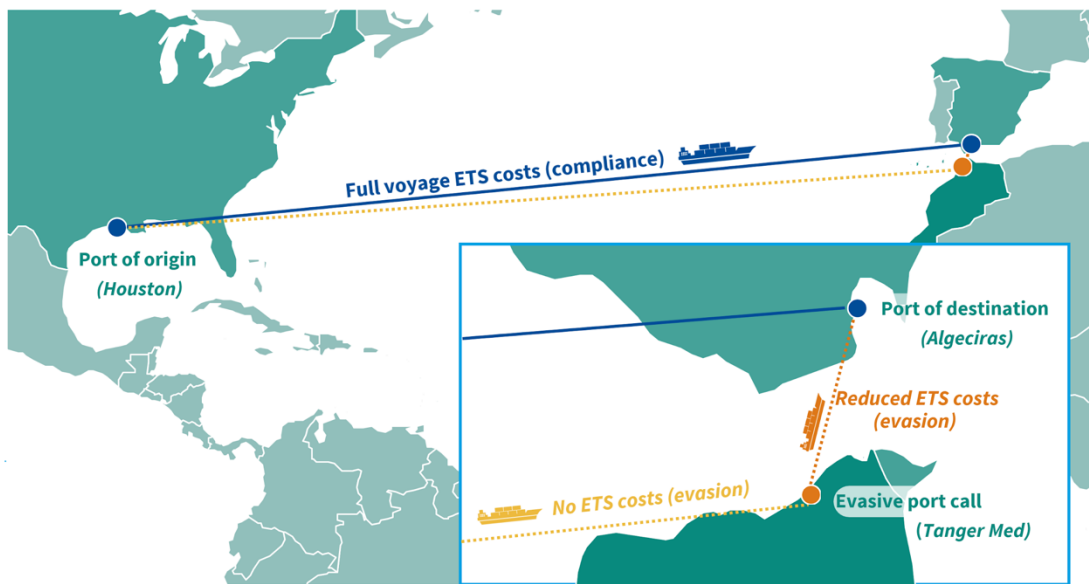 Full voyage ETS costs (compliance)
Port of origin
(Houston)
Port of destination
(Algeciras)
Reduced ETS costs
(evasion)
No ETS costs (evasion)
Evasive port call
(Tanger Med)